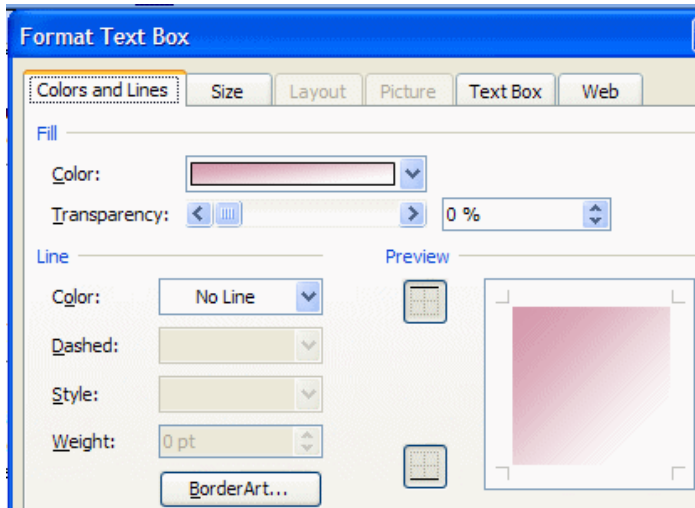 Format Text Box
Colors and Lines Size Layout Picture Text Box Web
Fill
Color:
Transparency: 0 %
Line Preview
Color: No Line
Dashed:
Style:
Weight: 0 pt
BorderArt...